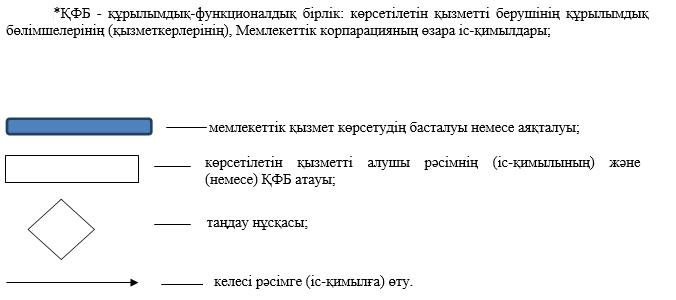 *ҚФБ - құрылымдық-функционалдық бірлік: көрсетілетін қызметті берушінің құрылымдық
бөлімшелерінің (қызметкерлерінің), Мемлекеттік корпарацияның өзара іс-қимылдары;
мемлекеттік қызмет көрсетудің басталуы немесе аяқталуы;
көрсетілетін қызметті алушы рәсімнің (іс-қимылының) және
(немесе) ҚФБ атауы;
таңдау нұсқасы;
келесі рәсімге (іс-қимылға) өту.